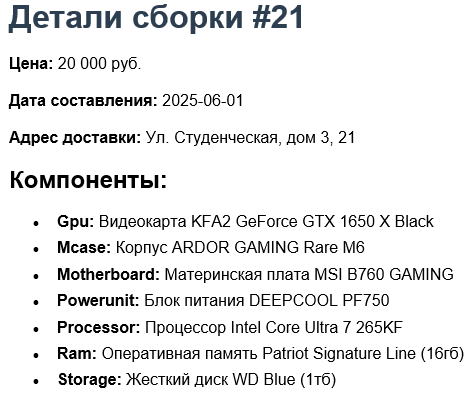 Детали сборки #21
Цена: 20 000 руб.
Дата составления: 2025-06-01
Адрес доставки: Ул. Студенческая, дом 3, 21
Компоненты:
• Gpu: Видеокарта KFA2 GeForce GTX 1650 X Black
• Mcase: Корпус ARDOR GAMING Rare M6
• Motherboard: Материнская плата MSI B760 GAMING
• Powerunit: Блок питания DEEPCOOL PF750
• Processor: Процессор Intel Core Ultra 7 265KF
• Ram: Оперативная память Patriot Signature Line (16гб)
• Storage: Жесткий диск WD Blue (1тб)